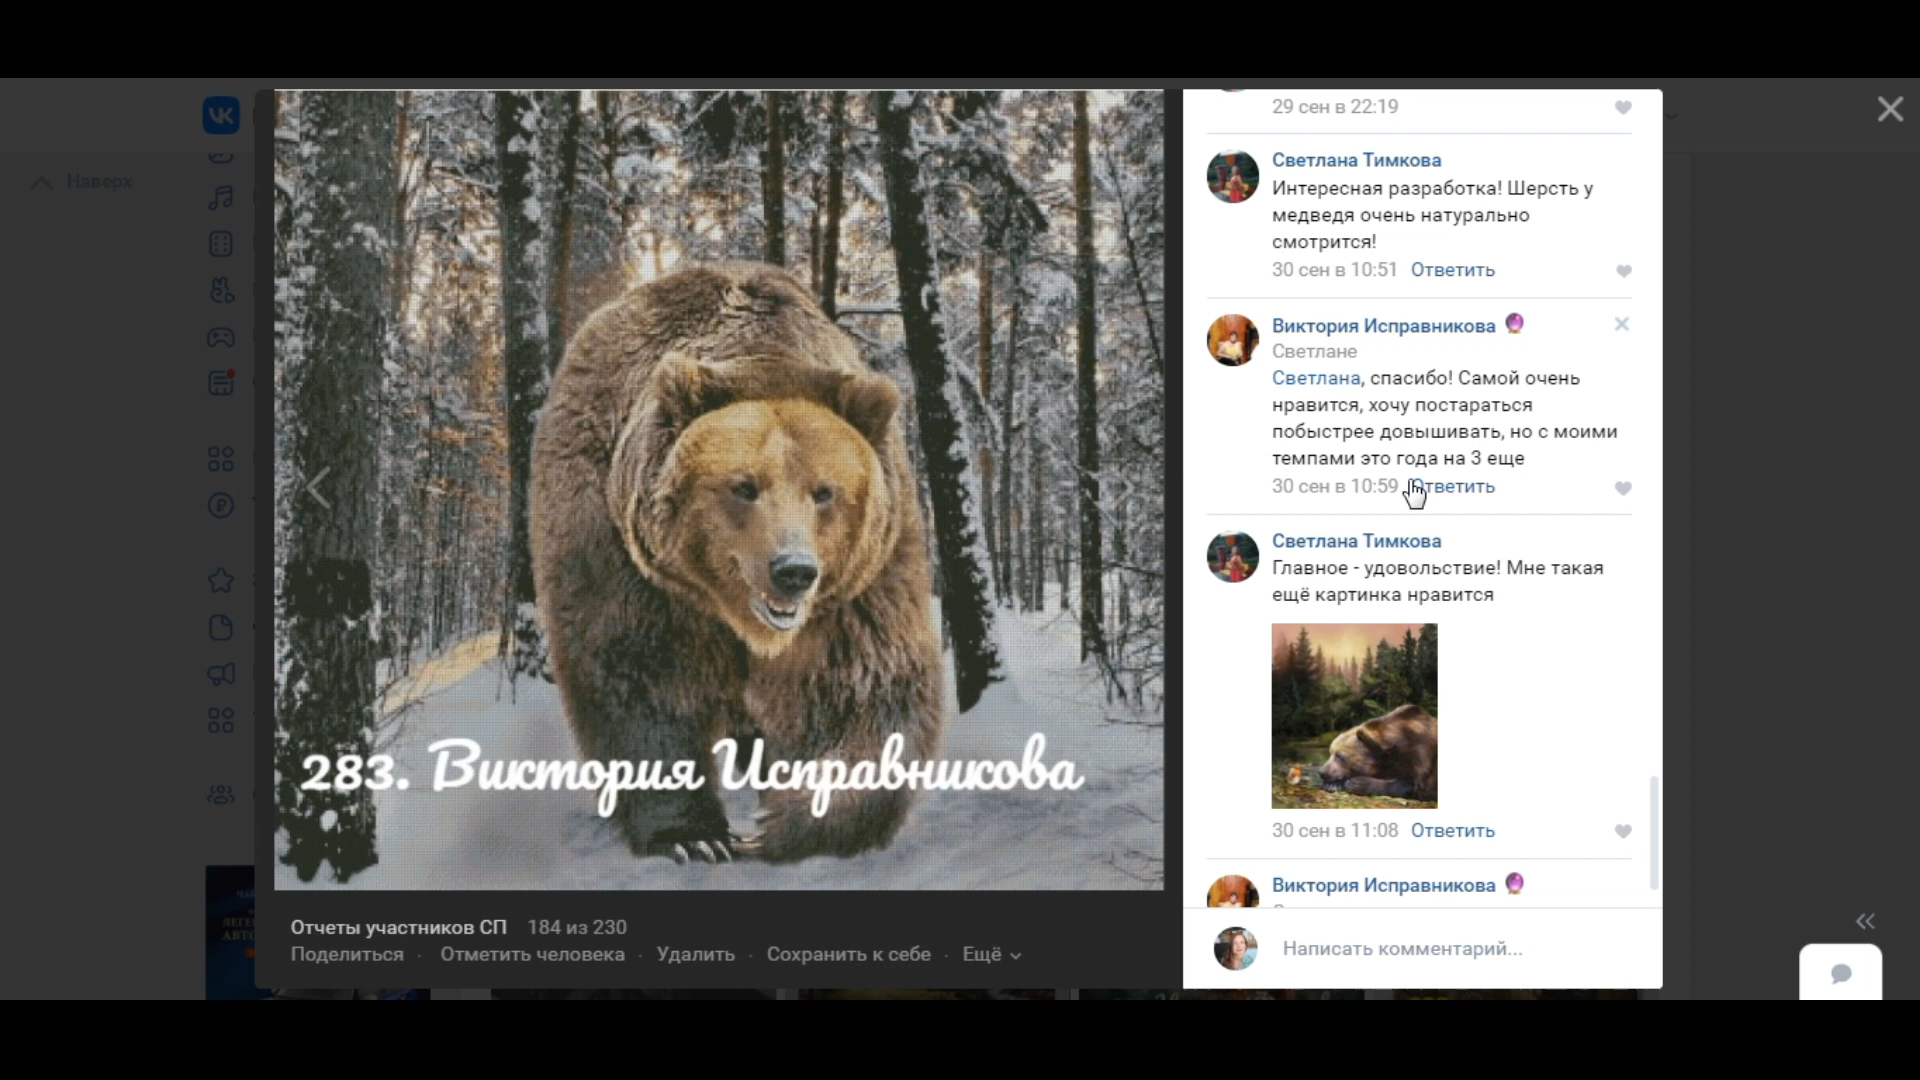 Наверх
29 сен в 22:19
Светлана Тимкова
Интересная разработка! Шерсть у
медведя очень натурально
смотрится!
30 сен в 10:51 Ответить
Виктория Исправникова
Светлане
Светлана, спасибо! Самой очень
нравится, хочу постараться
побыстрее довышивать, но с моими
темпами это года на 3 еще
30 сен в 10:59 Ответить
Светлана Тимкова
Главное - удовольствие! Мне такая
ещё картинка нравится
30 сен в 11:08 Ответить
Виктория Исправникова
283. Виктория Исправникова
Отчеты участников СП 184 из 230
Поделиться · Отметить человека · Удалить · Сохранить к себе · Ещё
Написать комментарий...